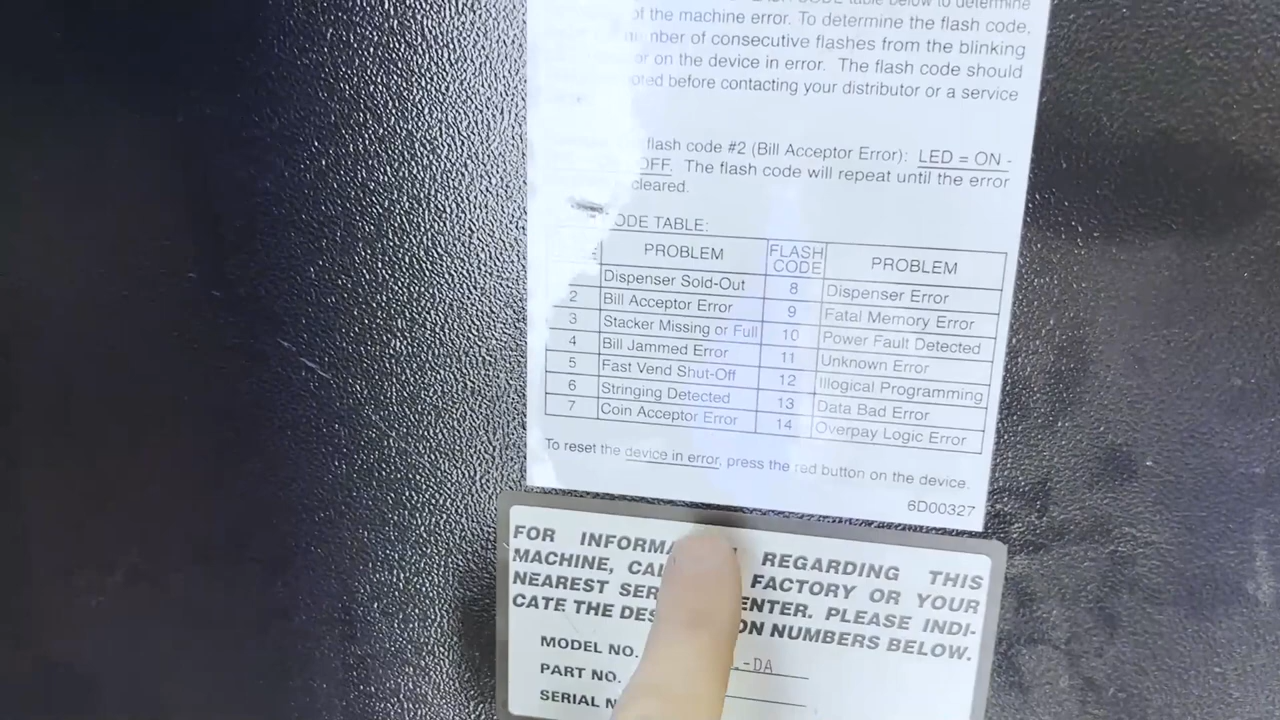 table below to determine
of the machine error. To determine the flash code,
number of consecutive flashes from the blinking
or on the device in error. The flash code should
before contacting your distributor or a service
flash code #2 (Bill Acceptor Error): LED = ON -
OFF. The flash code will repeat until the error
cleared.
ODE TABLE:
PROBLEM FLASH CODE PROBLEM
Dispenser Sold-Out 8 Dispenser Error
2 Bill Acceptor Error 9 Fatal Memory Error
3 Stacker Missing or Full 10 Power Fault Detected
4 Bill Jammed Error 11 Unknown Error
5 Fast Vend Shut-Off 12 Illogical Programming
6 Stringing Detected 13 Data Bad Error
7 Coin Acceptor Error 14 Overpay Logic Error
To reset the device in error, press the red button on the device.
6D00327
FOR INFORMA REGARDING THIS
MACHINE, CAL FACTORY OR YOUR
NEAREST SER ENTER. PLEASE INDI-
CATE THE DES ON NUMBERS BELOW.
MODEL NO. -DA
PART NO.
SERIAL N